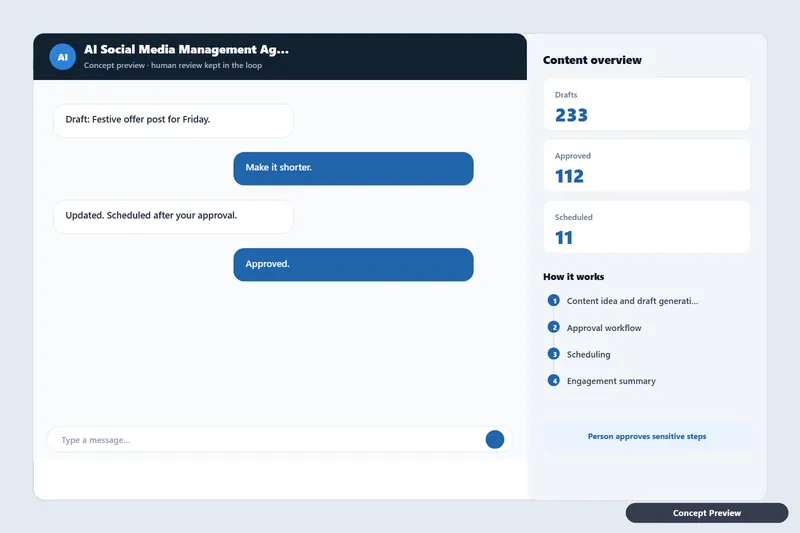 AI
AI Social Media Management Ag...
Concept preview · human review kept in the loop
Draft: Festive offer post for Friday.
Make it shorter.
Updated. Scheduled after your approval.
Approved.
Type a message...
Content overview
Drafts
233
Approved
112
Scheduled
11
How it works
1 Content idea and draft generati...
2 Approval workflow
3 Scheduling
4 Engagement summary
Person approves sensitive steps
Concept Preview